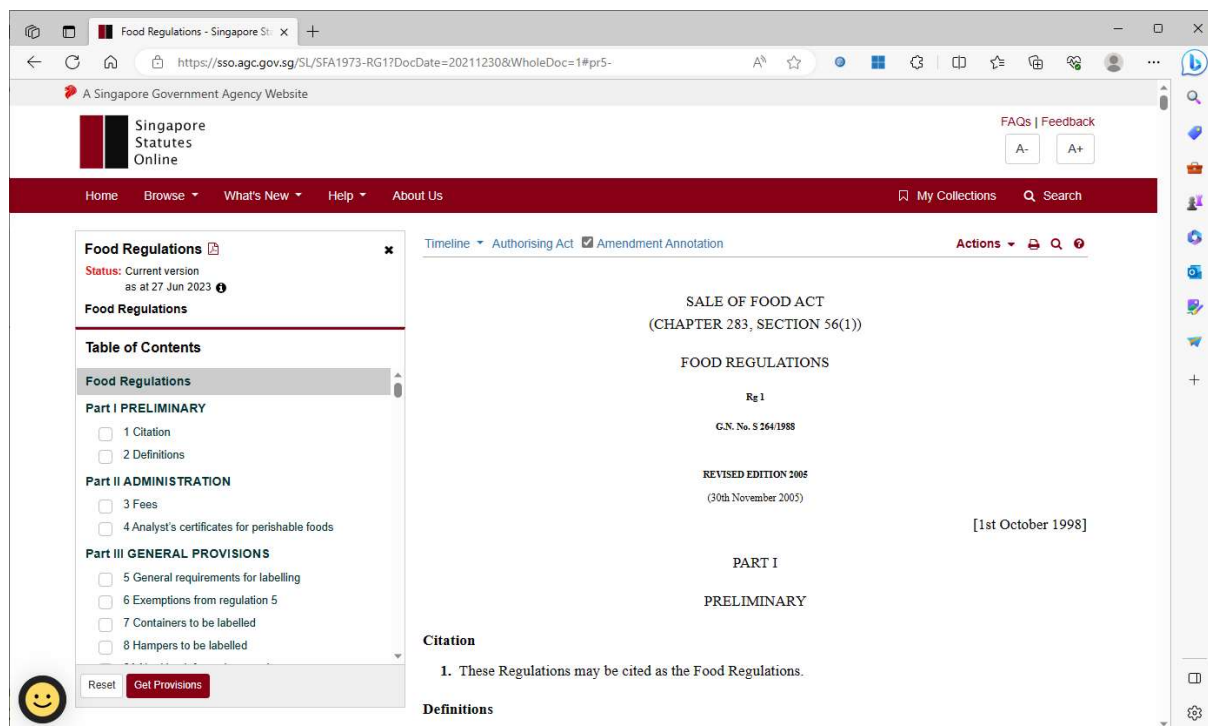 Food Regulations - Singapore St
https://sso.agc.gov.sg/SL/SFA1973-RG1?DocDate=20211230&WholeDoc=1#pr5-
A Singapore Government Agency Website
Singapore
Statutes
Online
FAQs | Feedback
A- A+
Home Browse What's New Help About Us My Collections Search
Food Regulations
Status: Current version
as at 27 Jun 2023
Food Regulations
Table of Contents
Food Regulations
Part I PRELIMINARY
1 Citation
2 Definitions
Part II ADMINISTRATION
3 Fees
4 Analyst's certificates for perishable foods
Part III GENERAL PROVISIONS
5 General requirements for labelling
6 Exemptions from regulation 5
7 Containers to be labelled
8 Hampers to be labelled
Reset Get Provisions
Timeline Authorising Act Amendment Annotation Actions
SALE OF FOOD ACT
(CHAPTER 283, SECTION 56(1))
FOOD REGULATIONS
Rg 1
G.N. No. S 264/1988
REVISED EDITION 2005
(30th November 2005)
[1st October 1998]
PART I
PRELIMINARY
Citation
1. These Regulations may be cited as the Food Regulations.
Definitions